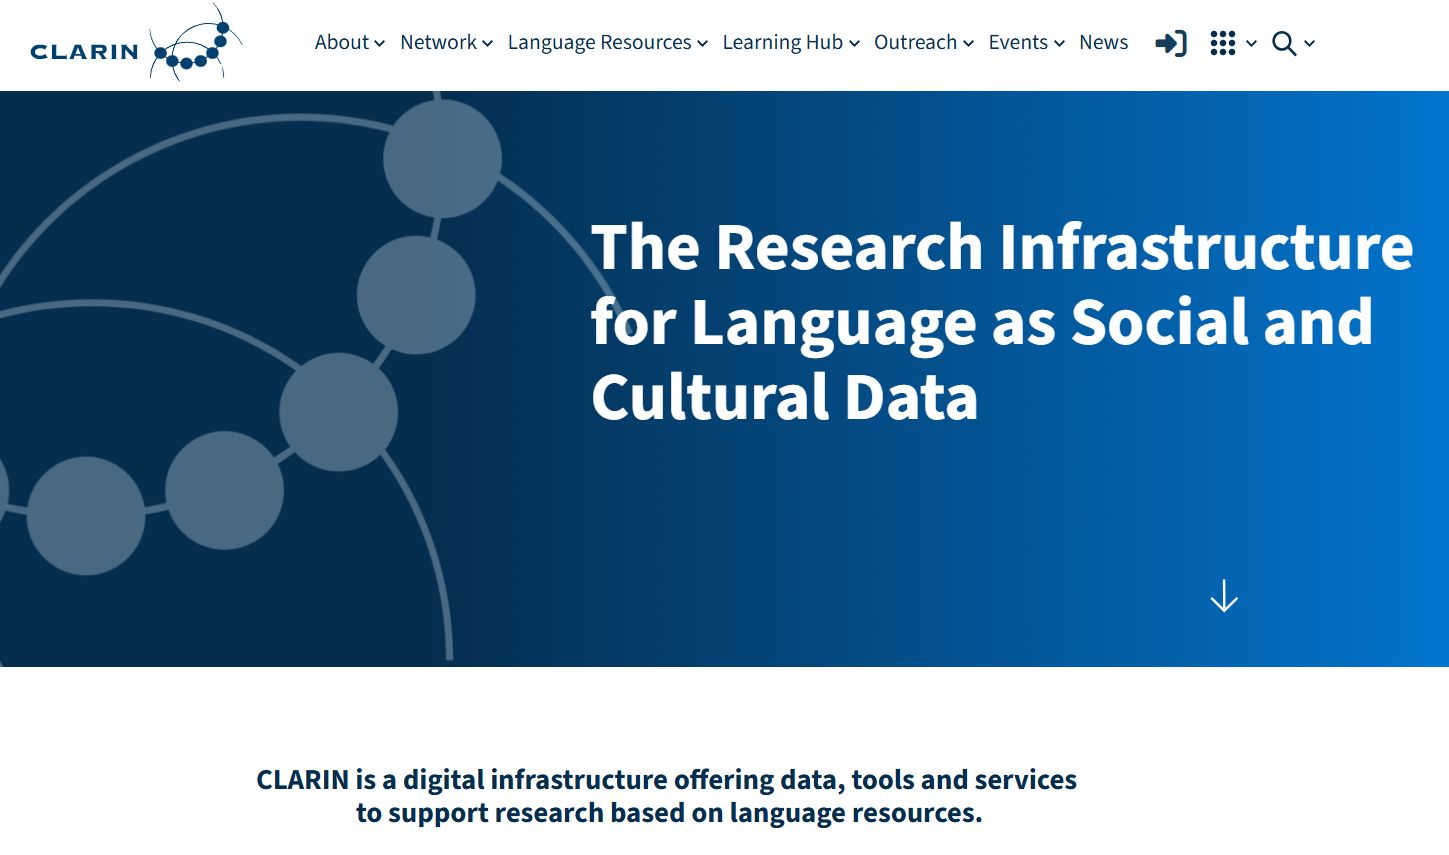 CLARIN
About Network Language Resources Learning Hub Outreach Events News
The Research Infrastructure
for Language as Social and
Cultural Data
CLARIN is a digital infrastructure offering data, tools and services
to support research based on language resources.